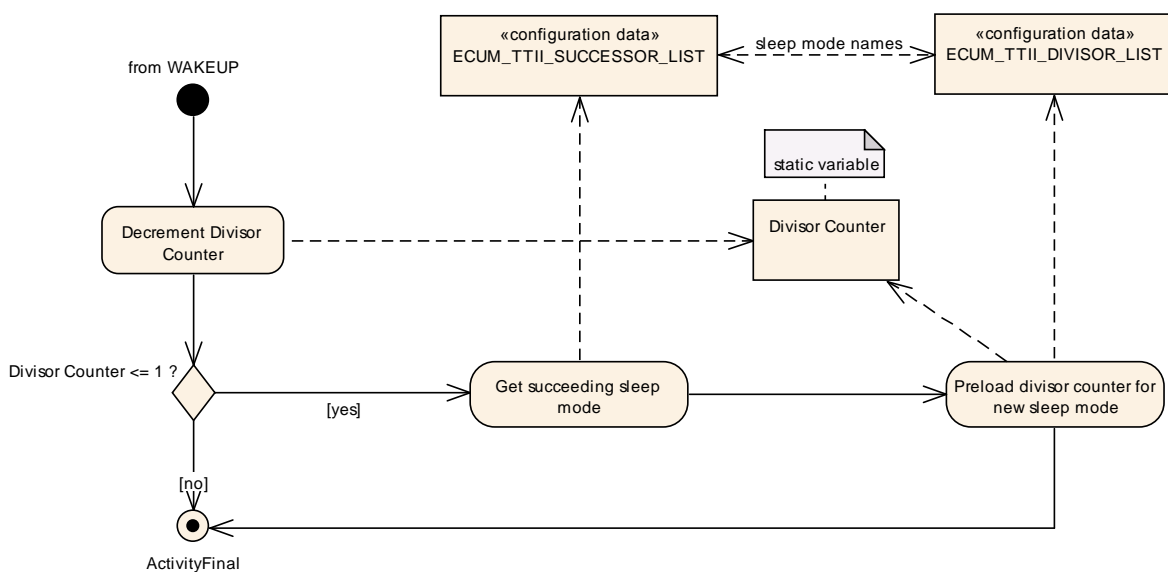 «configuration data»
ECUM_TTII_SUCCESSOR_LIST
sleep mode names
«configuration data»
ECUM_TTII_DIVISOR_LIST
from WAKEUP
static variable
Decrement Divisor
Counter
Divisor Counter
Divisor Counter <= 1 ?
[yes]
Get succeeding sleep
mode
Preload divisor counter for
new sleep mode
[no]
ActivityFinal